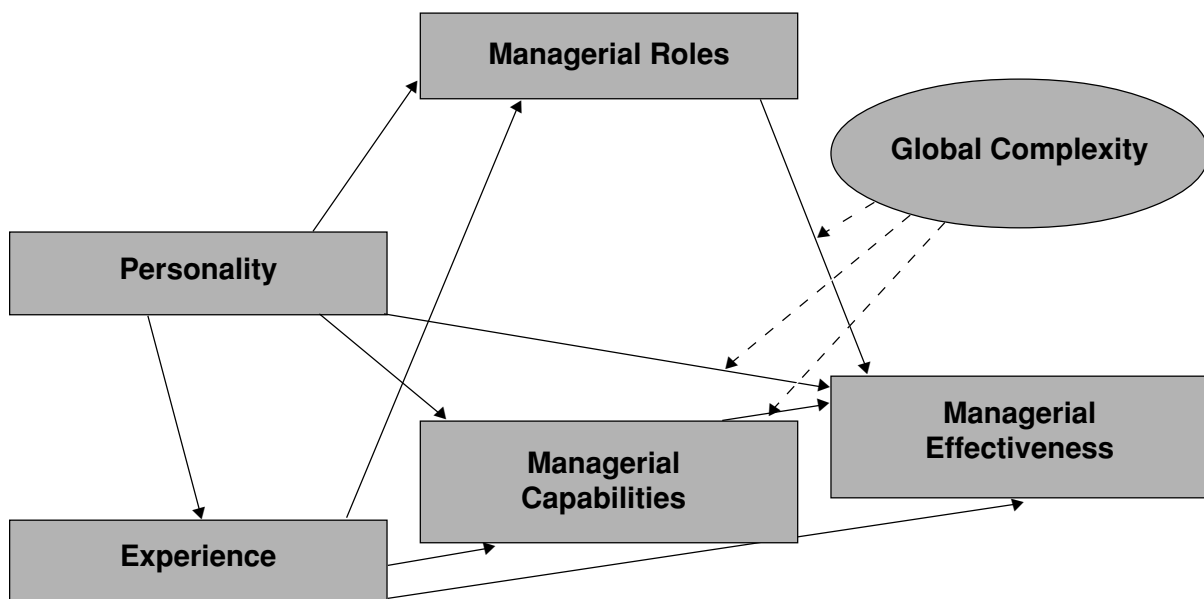 Managerial Roles
Global Complexity
Personality
Managerial
Effectiveness
Managerial
Capabilities
Experience